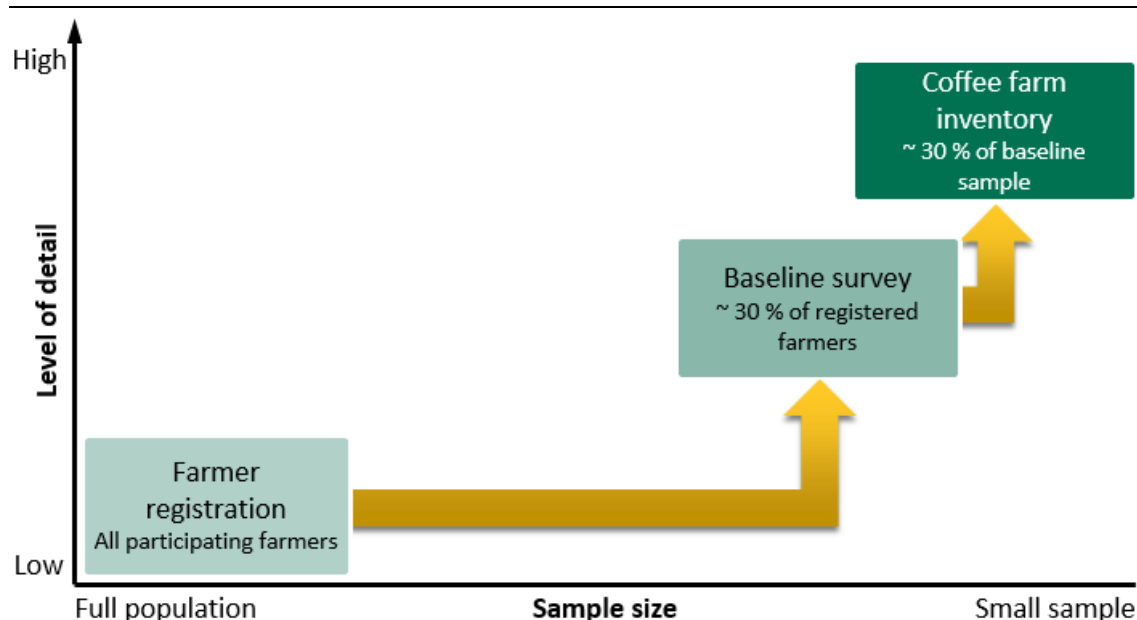 High
Coffee farm
inventory
~ 30 % of baseline
sample
Level of detail
Baseline survey
~ 30 % of registered
farmers
Farmer
registration
All participating farmers
Low
Full population
Sample size
Small sample